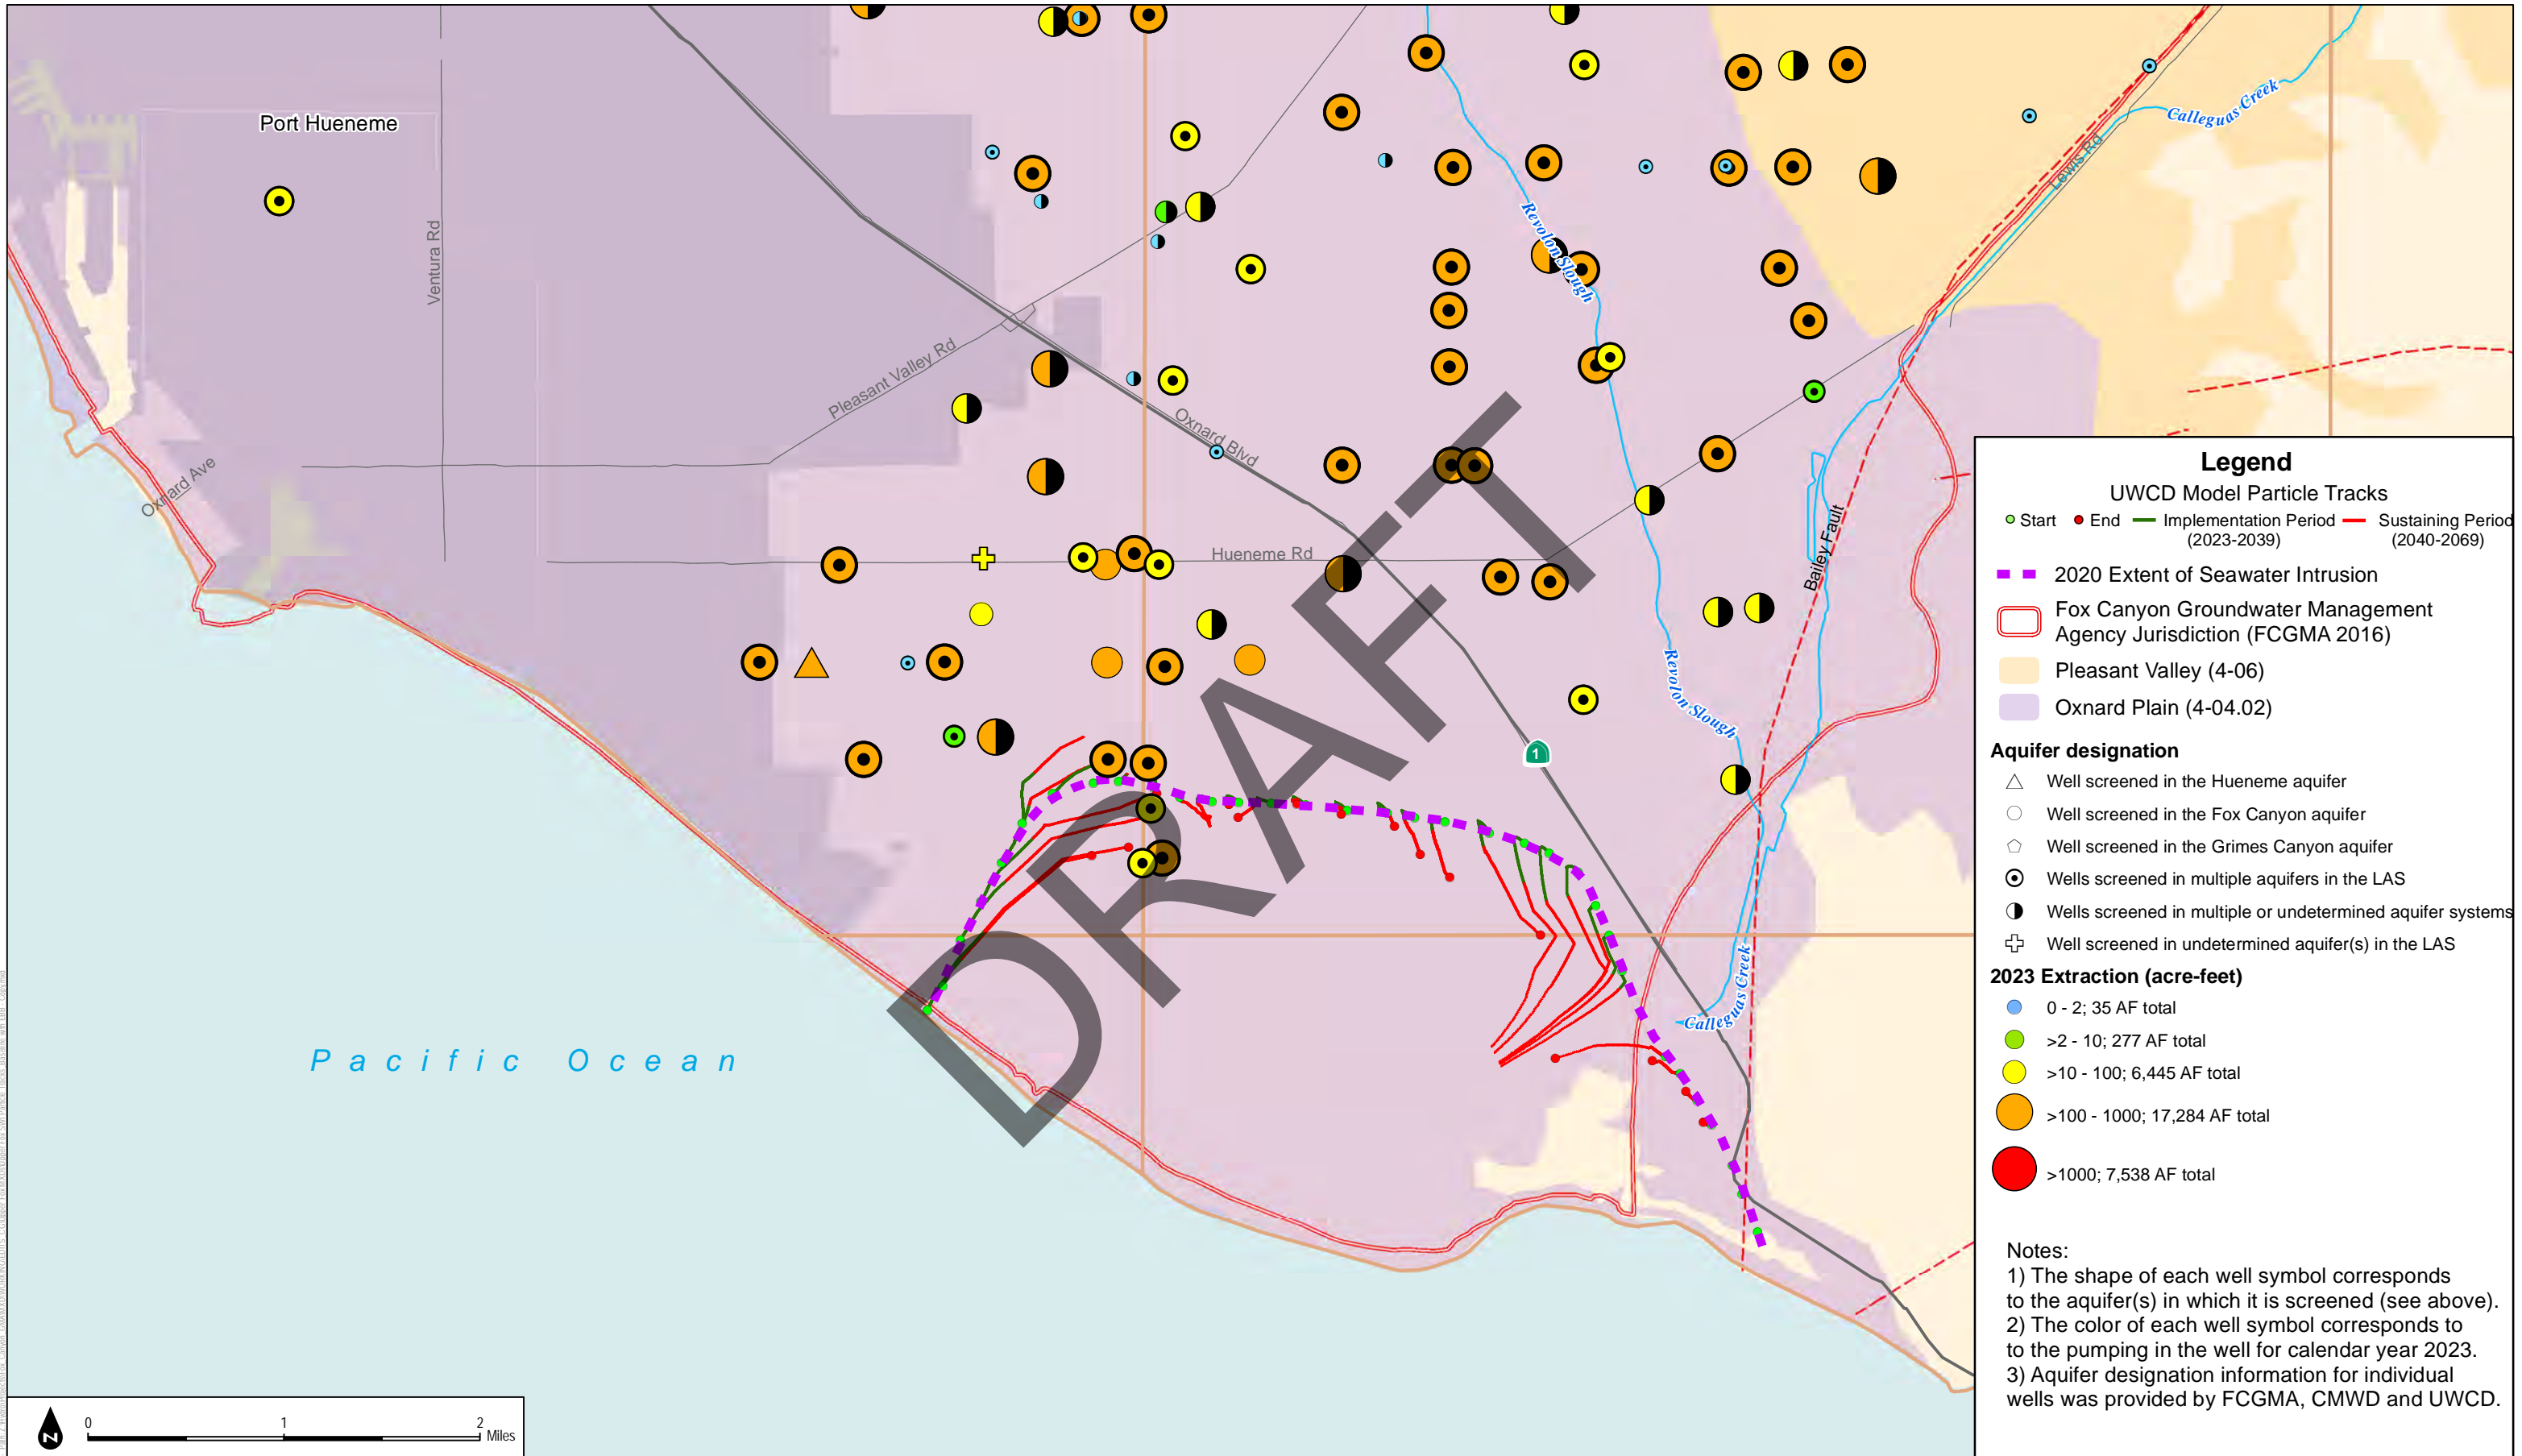 Port Hueneme
Calleguas Creek
Lewis Rd
Ventura Rd
Revolon Slough
Pleasant Valley Rd
Oxnard Blvd
Oxnard Ave
Hueneme Rd
Bailey Fault
Revolon Slough
1
Calleguas Creek
Pacific Ocean
DRAFT
Legend
UWCD Model Particle Tracks
Start End Implementation Period Sustaining Period
(2023-2039) (2040-2069)
2020 Extent of Seawater Intrusion
Fox Canyon Groundwater Management
Agency Jurisdiction (FCGMA 2016)
Pleasant Valley (4-06)
Oxnard Plain (4-04.02)
Aquifer designation
Well screened in the Hueneme aquifer
Well screened in the Fox Canyon aquifer
Well screened in the Grimes Canyon aquifer
Wells screened in multiple aquifers in the LAS
Wells screened in multiple or undetermined aquifer systems
Well screened in undetermined aquifer(s) in the LAS
2023 Extraction (acre-feet)
0 - 2; 35 AF total
>2 - 10; 277 AF total
>10 - 100; 6,445 AF total
>100 - 1000; 17,284 AF total
>1000; 7,538 AF total
Notes:
1) The shape of each well symbol corresponds
to the aquifer(s) in which it is screened (see above).
2) The color of each well symbol corresponds to
to the pumping in the well for calendar year 2023.
3) Aquifer designation information for individual
wells was provided by FCGMA, CMWD and UWCD.
N
0 1 2
Miles